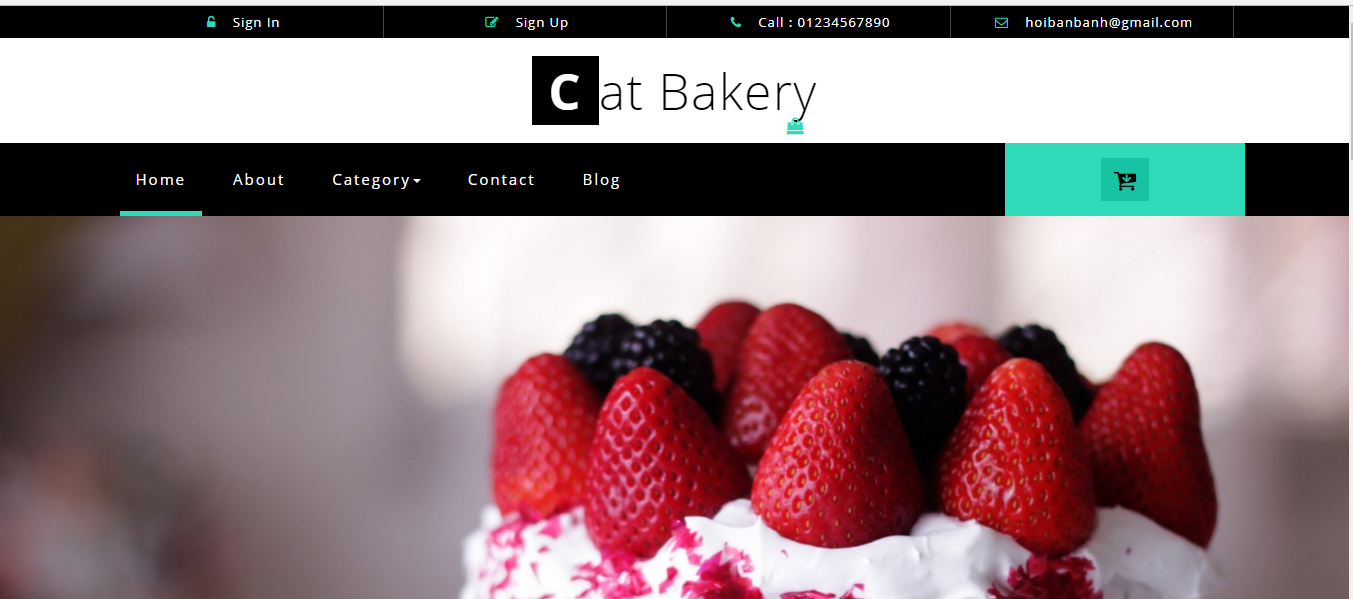 Sign In Sign Up Call : 01234567890 hoibanbanh@gmail.com
Cat Bakery
Home About Category Contact Blog